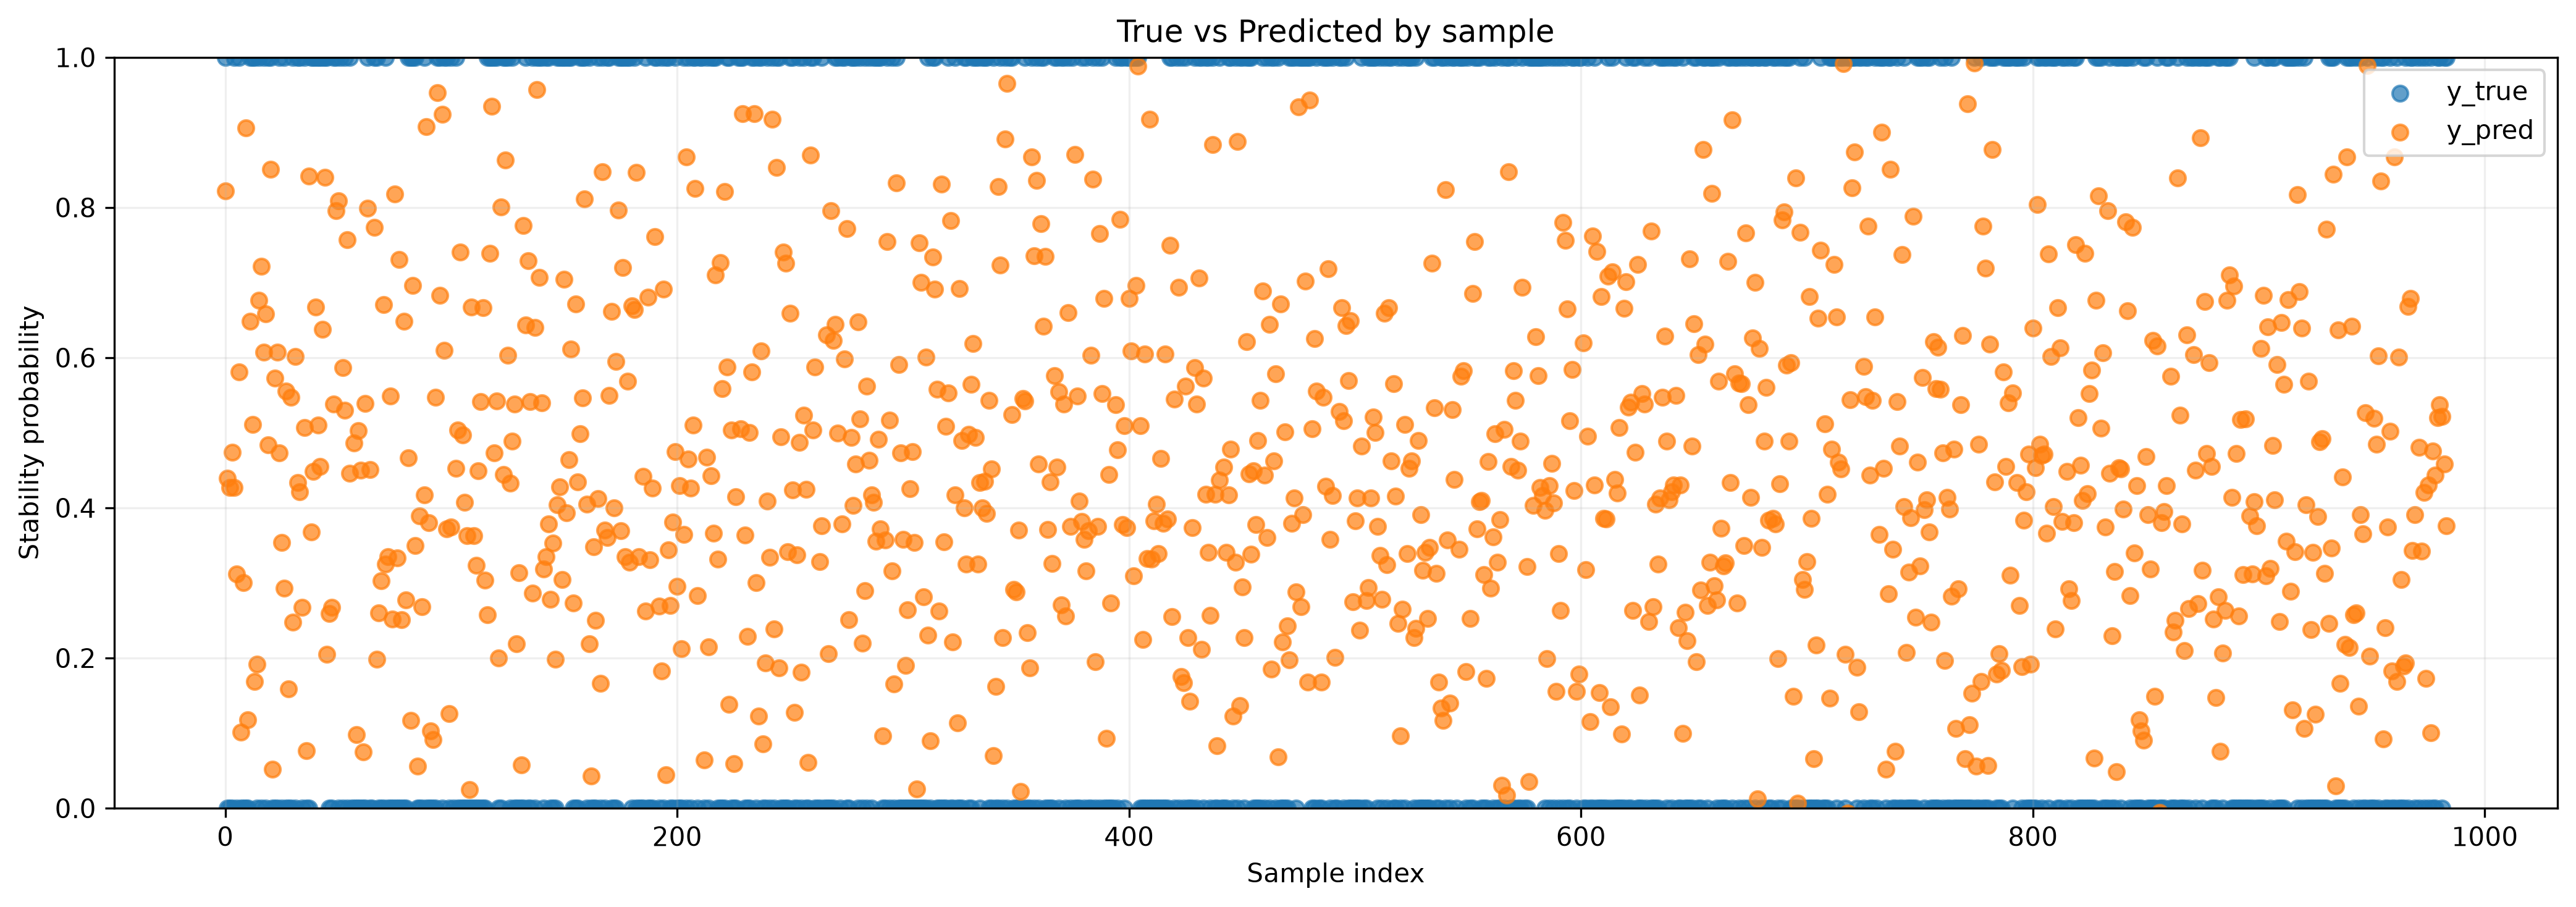 True vs Predicted by sample
1.0
0.8
0.6
0.4
0.2
0.0
Stability probability
y_true
y_pred
0 200 400 600 800 1000
Sample index